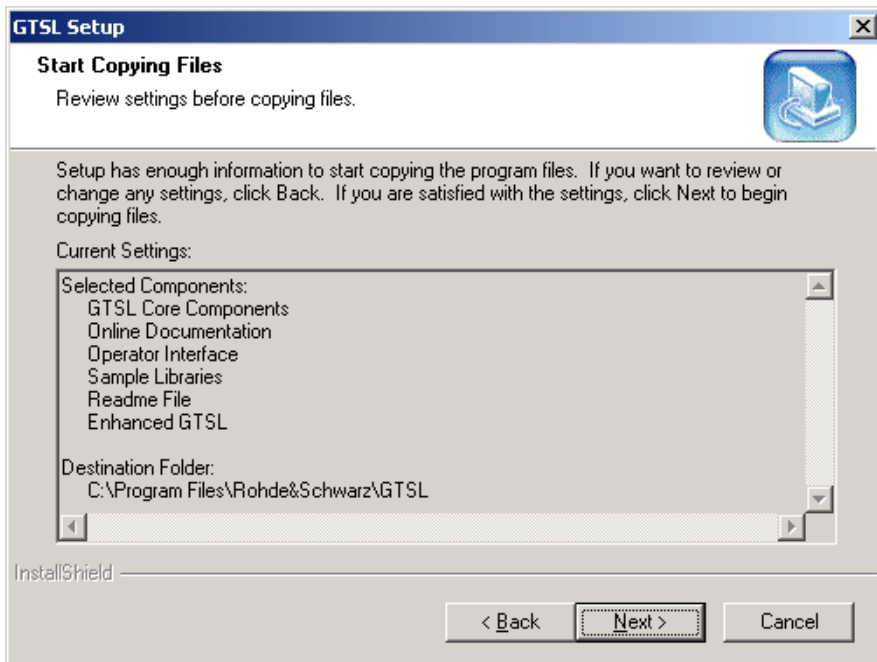 GTSL Setup
Start Copying Files
Review settings before copying files.
Setup has enough information to start copying the program files.  If you want to review or
change any settings, click Back.  If you are satisfied with the settings, click Next to begin
copying files.
Current Settings:
Selected Components:
GTSL Core Components
Online Documentation
Operator Interface
Sample Libraries
Readme File
Enhanced GTSL
Destination Folder:
C:\Program Files\Rohde&Schwarz\GTSL
InstallShield
< Back Next > Cancel